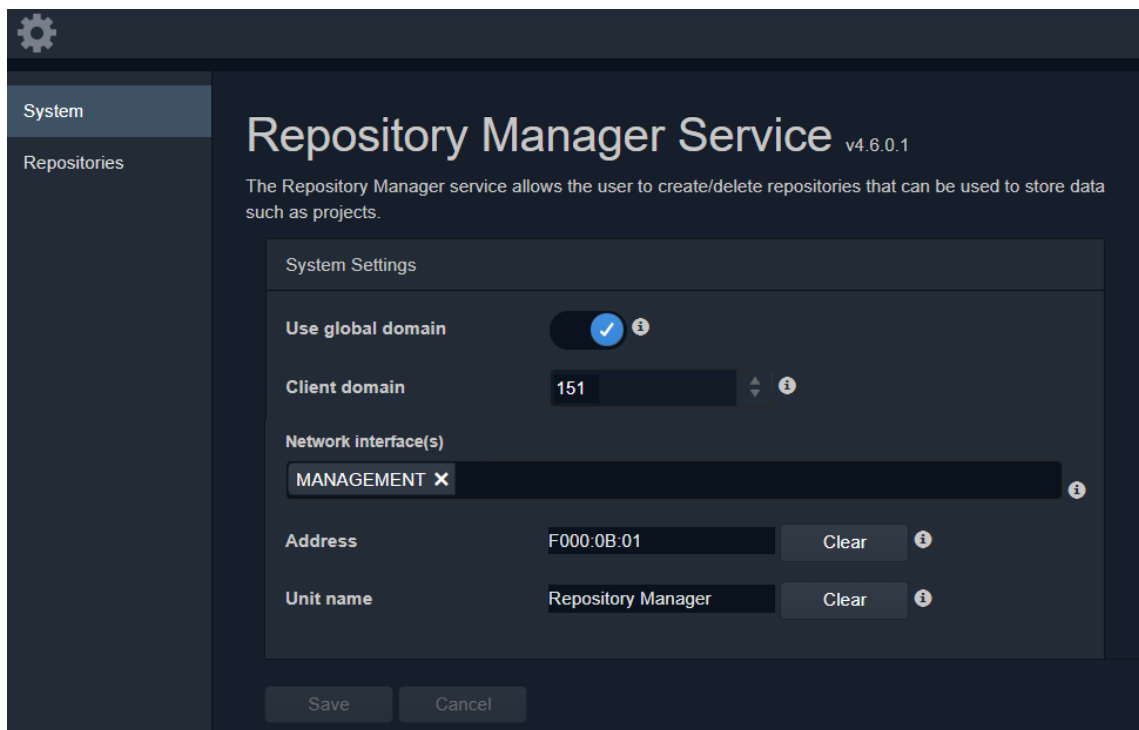 System
Repositories
Repository Manager Service v4.6.0.1
The Repository Manager service allows the user to create/delete repositories that can be used to store data
such as projects.
System Settings
Use global domain
Client domain 151
Network interface(s)
MANAGEMENT
Address F000:0B:01 Clear
Unit name Repository Manager Clear
Save Cancel